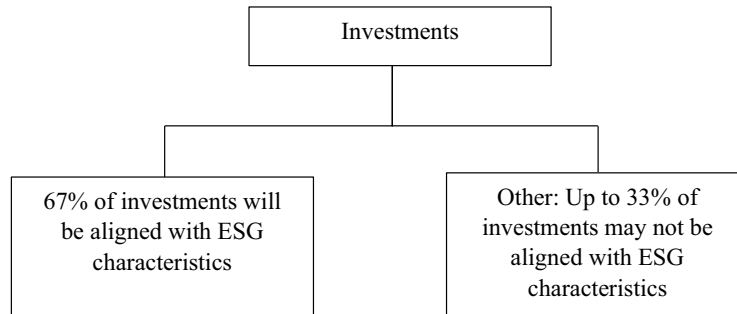 Investments
67% of investments will
be aligned with ESG
characteristics
Other: Up to 33% of
investments may not be
aligned with ESG
characteristics